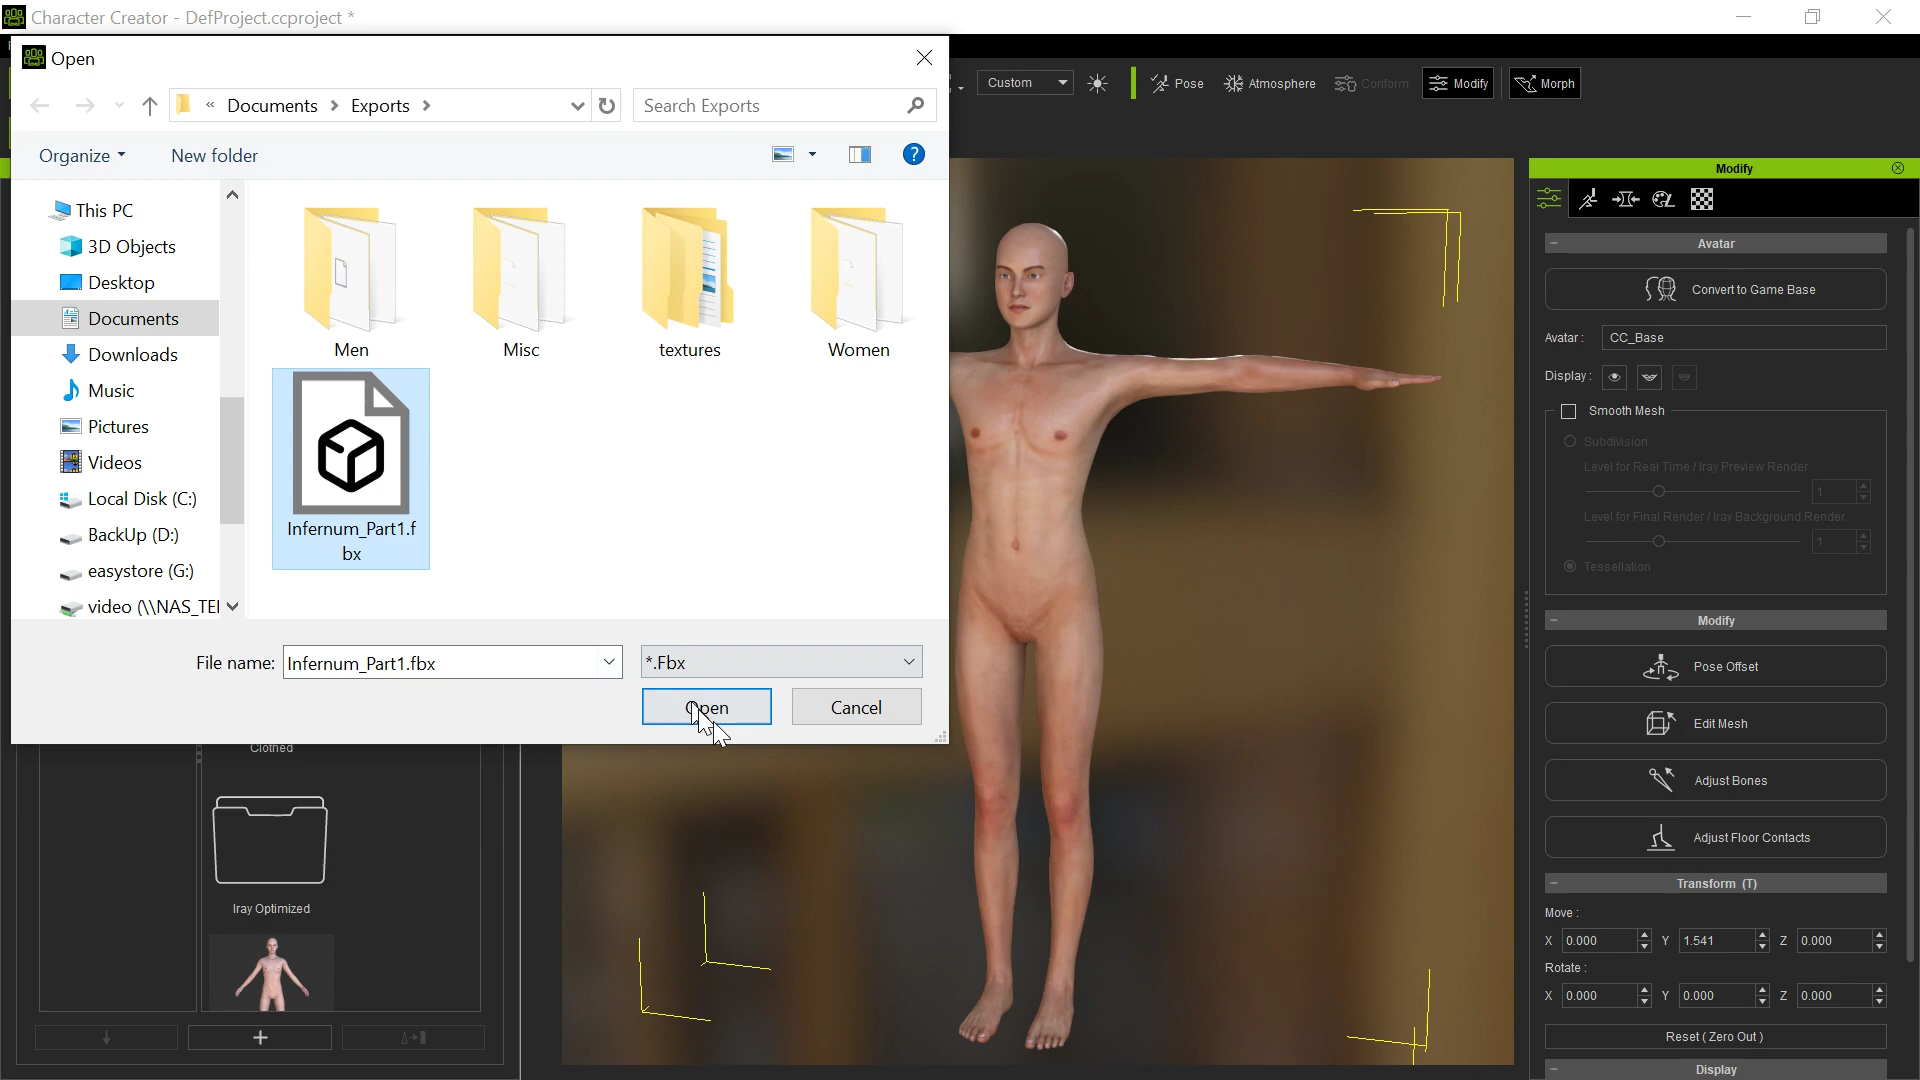 Character Creator - DefProject.ccproject *
Open
« Documents > Exports >
Search Exports
Custom
Pose
Atmosphere
Conform
Modify
Morph
Organize
New folder
This PC
3D Objects
Desktop
Documents
Downloads
Music
Pictures
Videos
Local Disk (C:)
BackUp (D:)
easystore (G:)
video (\\NAS_TE
Men
Misc
textures
Women
Infernum_Part1.f
bx
File name:
Infernum_Part1.fbx
*.Fbx
Open
Cancel
Clothed
Iray Optimized
Modify
Avatar
Convert to Game Base
Avatar :
CC_Base
Display :
Smooth Mesh
Subdivision
Level for Real Time / Iray Preview Render
1
Level for Final Render / Iray Background Render
1
Tessellation
Modify
Pose Offset
Edit Mesh
Adjust Bones
Adjust Floor Contacts
Transform (T)
Move :
X 0.000 Y 1.541 Z 0.000
Rotate :
X 0.000 Y 0.000 Z 0.000
Reset ( Zero Out )
Display